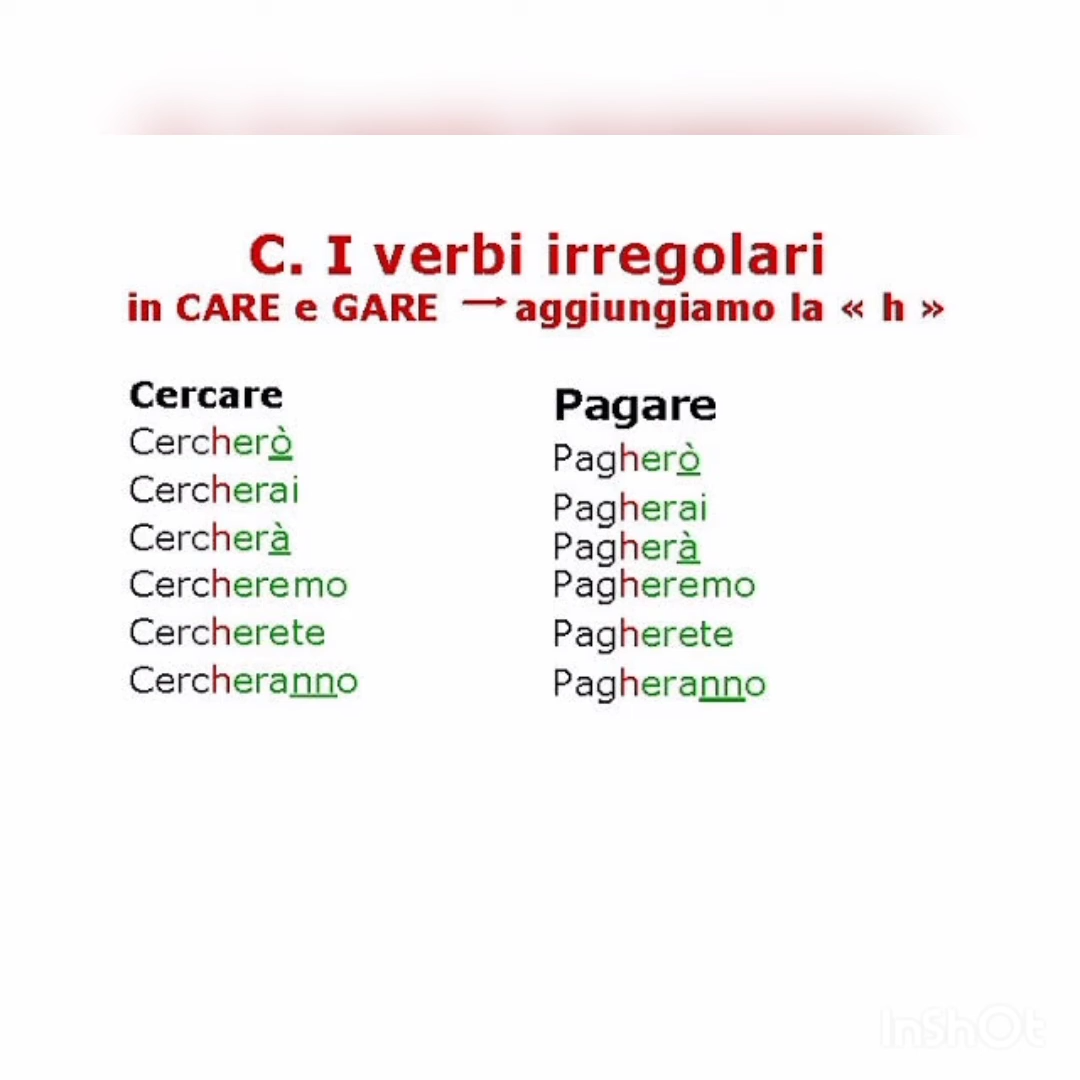 C. I verbi irregolari
in CARE e GARE → aggiungiamo la « h »
Cercare
Cercherò
Cercherai
Cercherà
Cercheremo
Cercherete
Cercheranno
Pagare
Pagherò
Pagherai
Pagherà
Pagheremo
Pagherete
Pagheranno
InShOt